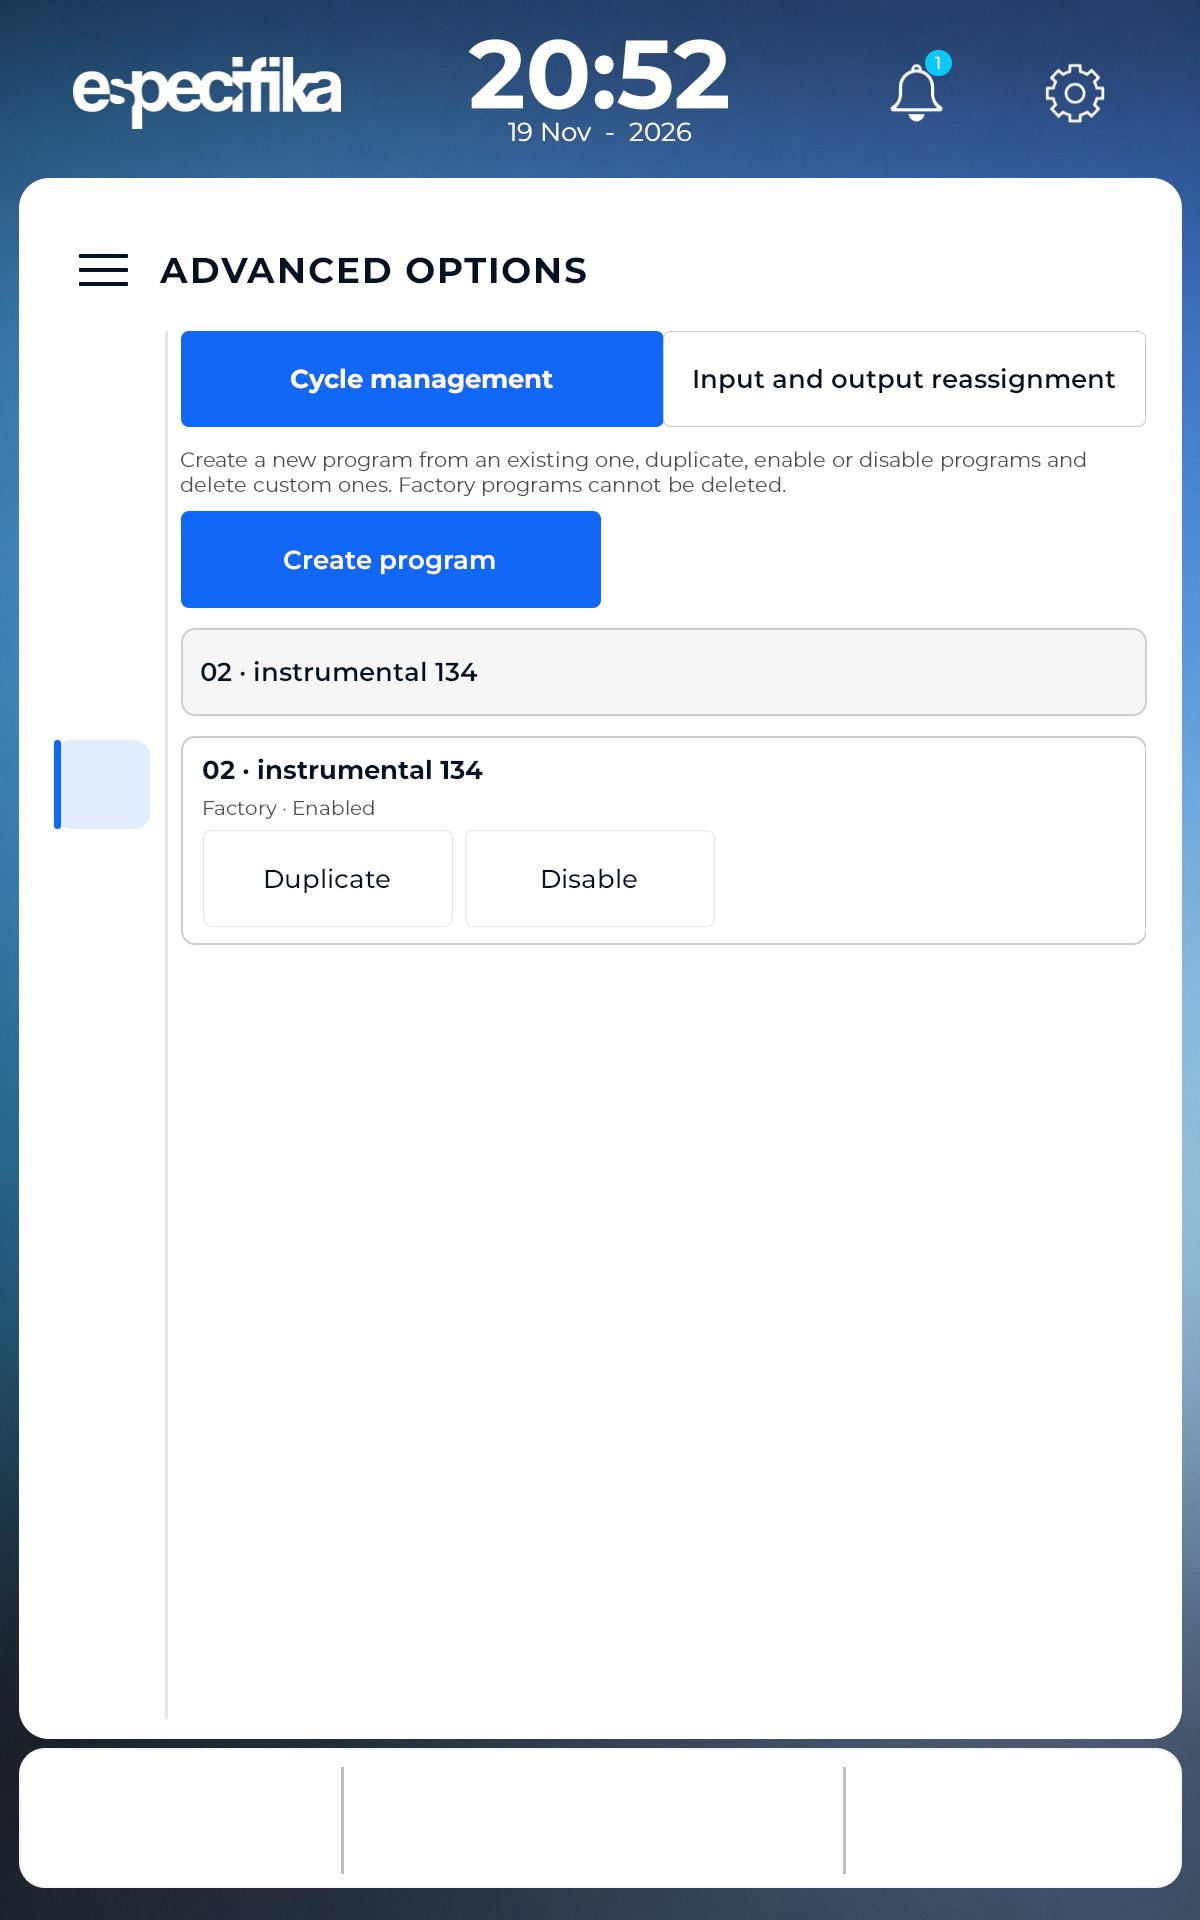 especifika
20:52
19 Nov - 2026
1
ADVANCED OPTIONS
Cycle management
Input and output reassignment
Create a new program from an existing one, duplicate, enable or disable programs and
delete custom ones. Factory programs cannot be deleted.
Create program
02 · instrumental 134
02 · instrumental 134
Factory · Enabled
Duplicate
Disable